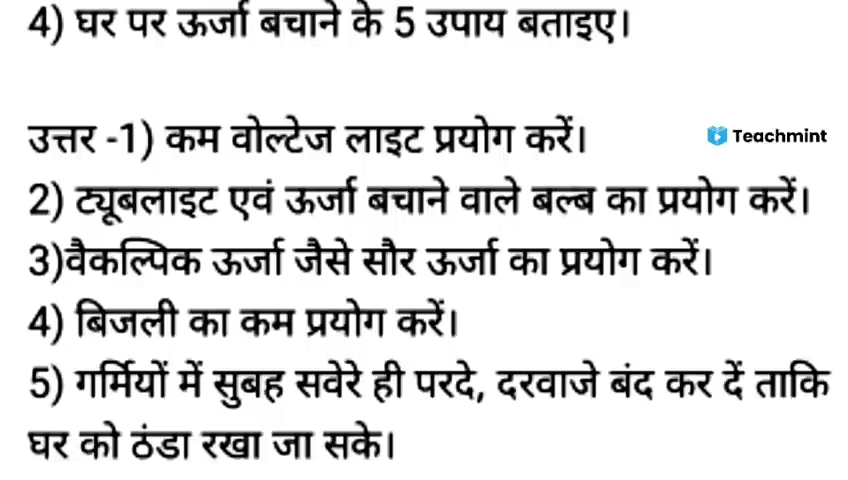 4) घर पर ऊर्जा बचाने के 5 उपाय बताइए।
उत्तर -1) कम वोल्टेज लाइट प्रयोग करें।
Teachmint
2) ट्यूबलाइट एवं ऊर्जा बचाने वाले बल्ब का प्रयोग करें।
3)वैकल्पिक ऊर्जा जैसे सौर ऊर्जा का प्रयोग करें।
4) बिजली का कम प्रयोग करें।
5) गर्मियों में सुबह सवेरे ही परदे, दरवाजे बंद कर दें ताकि
घर को ठंडा रखा जा सके।